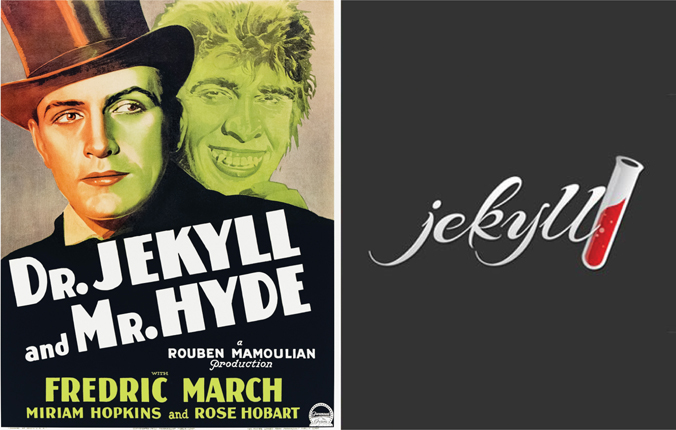 DR. JEKYLL
and MR. HYDE
a
ROUBEN MAMOULIAN
Production
WITH
FREDRIC MARCH
MIRIAM HOPKINS and ROSE HOBART
jekyll